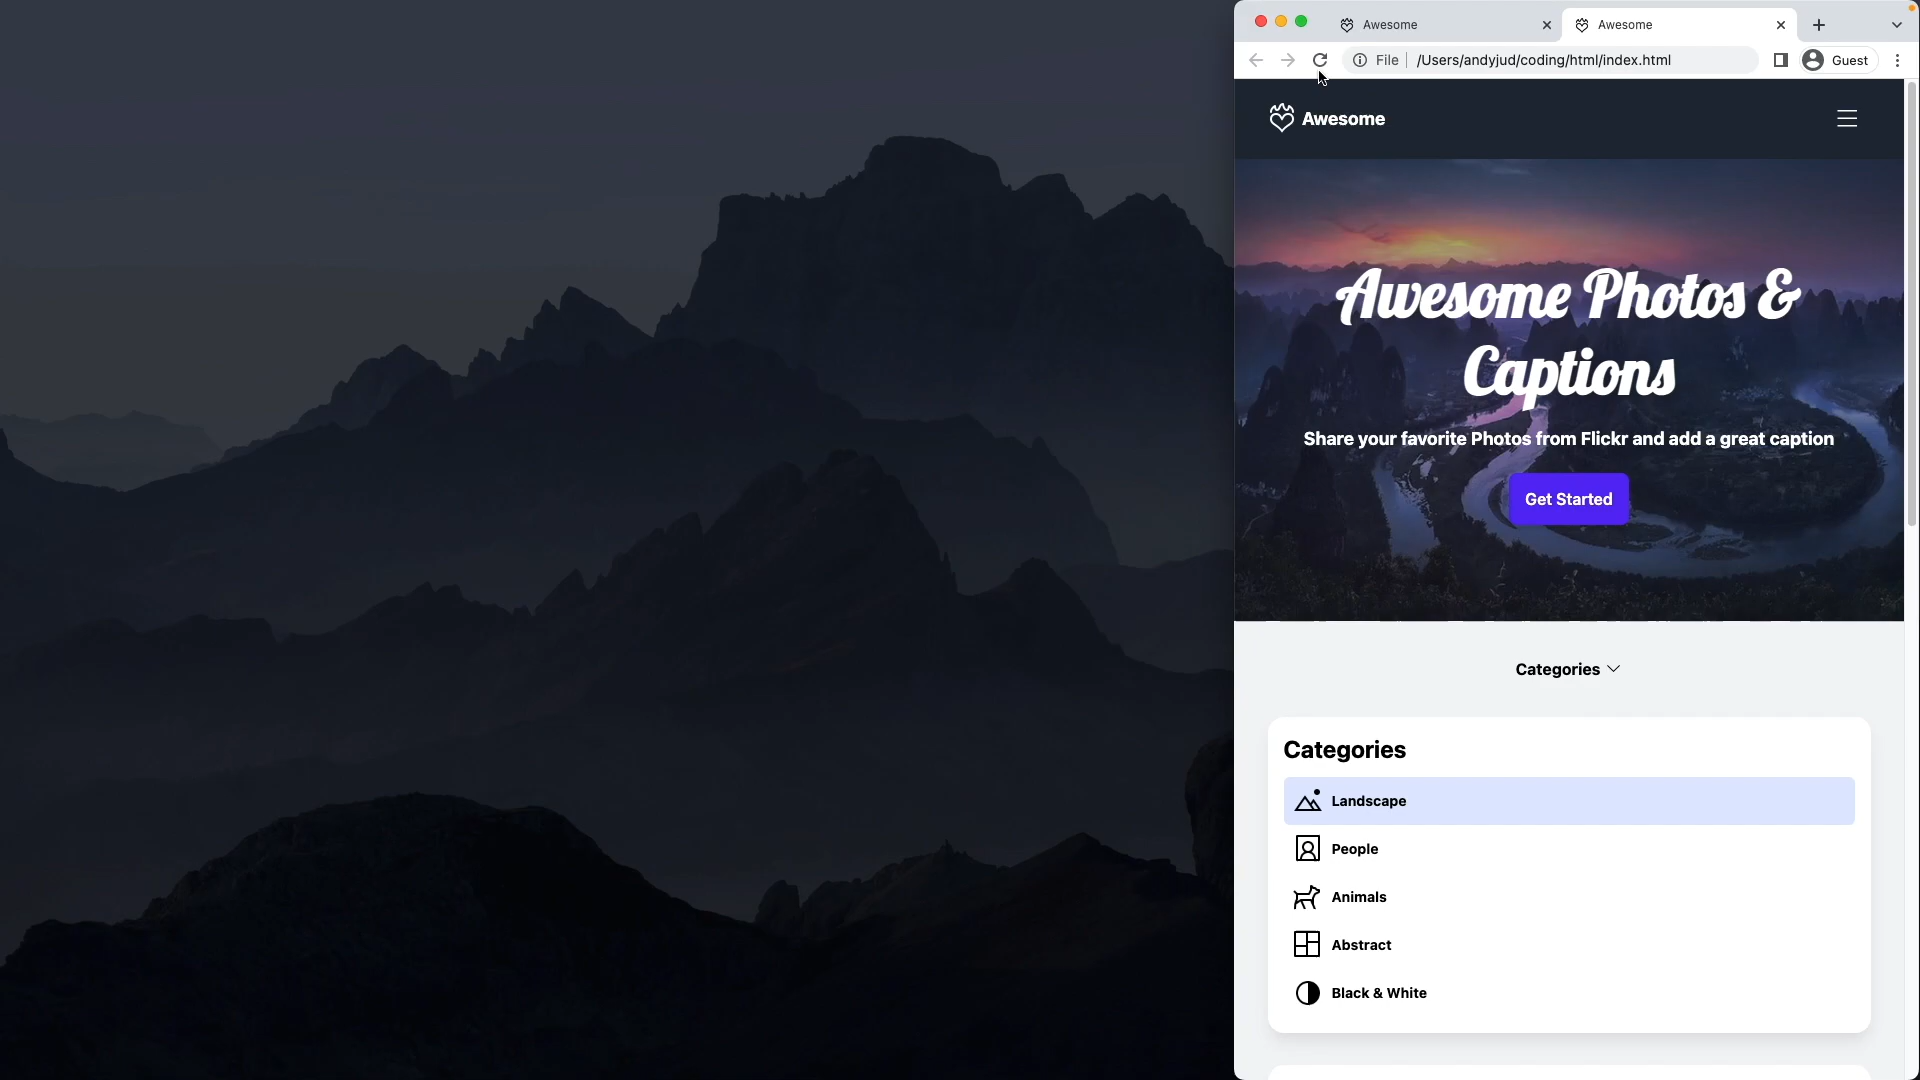 Awesome
Awesome
File
/Users/andyjud/coding/html/index.html
Guest
Awesome
Awesome Photos &
Captions
Share your favorite Photos from Flickr and add a great caption
Get Started
Categories
Categories
Landscape
People
Animals
Abstract
Black & White